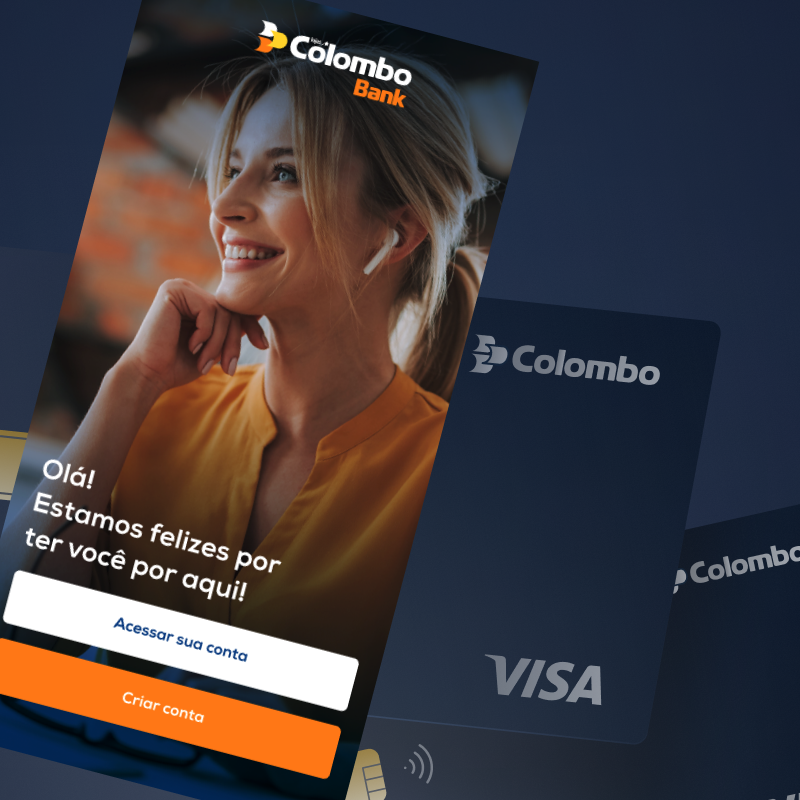 Lojas
Colombo
Bank
Olá!
Estamos felizes por
ter você por aqui!
Acessar sua conta
Criar conta
Colombo
VISA
Colombo